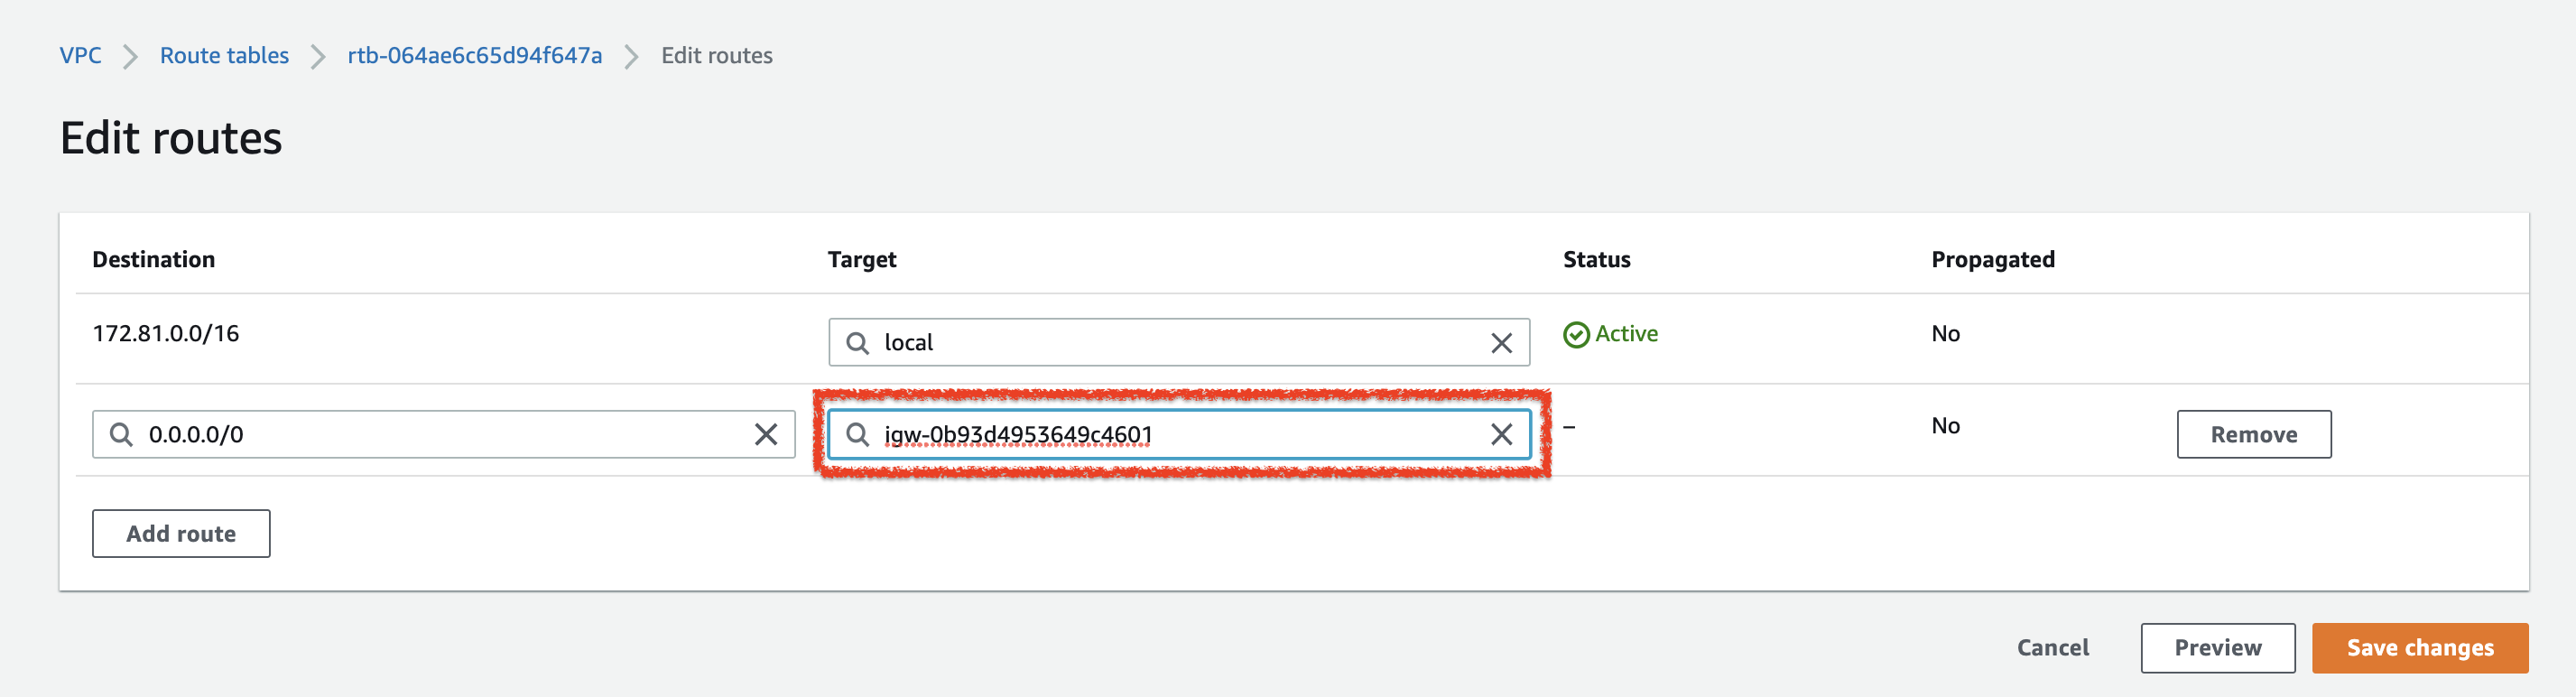 VPC > Route tables > rtb-064ae6c65d94f647a > Edit routes
Edit routes
Destination Target Status Propagated
172.81.0.0/16 local Active No
0.0.0.0/0 igw-0b93d4953649c4601 – No Remove
Add route
Cancel Preview Save changes